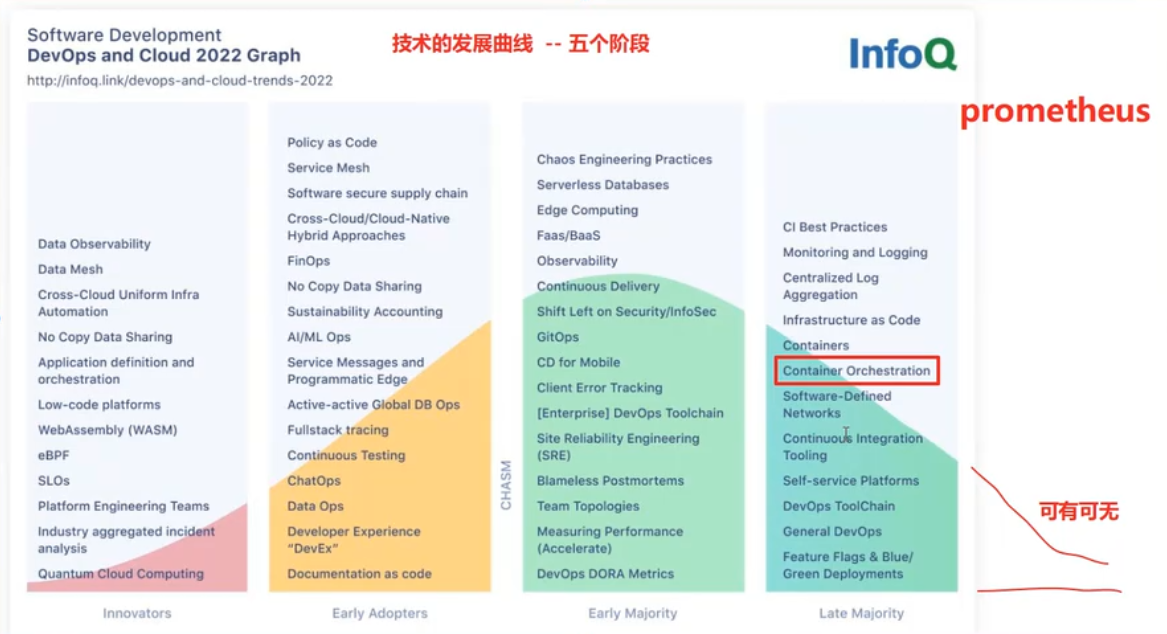 Software Development
DevOps and Cloud 2022 Graph
http://infoq.link/devops-and-cloud-trends-2022
技术的发展曲线 -- 五个阶段
InfoQ
prometheus
Data Observability
Data Mesh
Cross-Cloud Uniform Infra
Automation
No Copy Data Sharing
Application definition and
orchestration
Low-code platforms
WebAssembly (WASM)
eBPF
SLOs
Platform Engineering Teams
Industry aggregated incident
analysis
Quantum Cloud Computing
Innovators
Policy as Code
Service Mesh
Software secure supply chain
Cross-Cloud/Cloud-Native
Hybrid Approaches
FinOps
No Copy Data Sharing
Sustainability Accounting
AI/ML Ops
Service Messages and
Programmatic Edge
Active-active Global DB Ops
Fullstack tracing
Continuous Testing
ChatOps
Data Ops
Developer Experience
“DevEx”
Documentation as code
Early Adopters
CHASM
Chaos Engineering Practices
Serverless Databases
Edge Computing
Faas/BaaS
Observability
Continuous Delivery
Shift Left on Security/InfoSec
GitOps
CD for Mobile
Client Error Tracking
[Enterprise] DevOps Toolchain
Site Reliability Engineering
(SRE)
Blameless Postmortems
Team Topologies
Measuring Performance
(Accelerate)
DevOps DORA Metrics
Early Majority
CI Best Practices
Monitoring and Logging
Centralized Log
Aggregation
Infrastructure as Code
Containers
Container Orchestration
Software-Defined
Networks
Continuous Integration
Tooling
Self-service Platforms
DevOps ToolChain
General DevOps
Feature Flags & Blue/
Green Deployments
Late Majority
可有可无